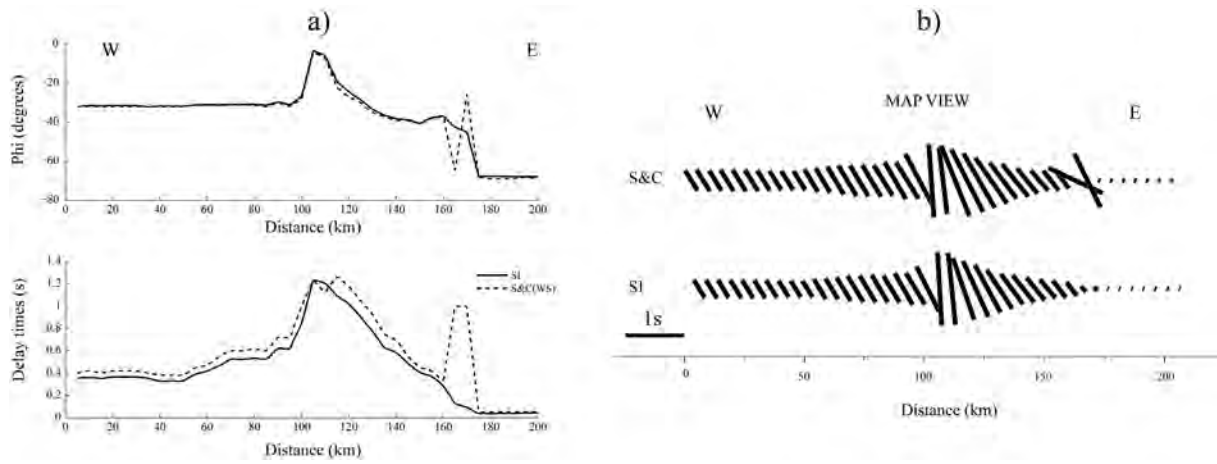 a)
W
E
Phi (degrees)
0
-20
-40
-60
-80
0 20 40 60 80 100 120 140 160 180 200
Distance (km)
Delay times (s)
1.4
1.2
1
0.8
0.6
0.4
0.2
0
SI
S&C(WS)
0 20 40 60 80 100 120 140 160 180 200
Distance (km)
b)
MAP VIEW
W
E
S&C
SI
1s
0 50 100 150 200
Distance (km)